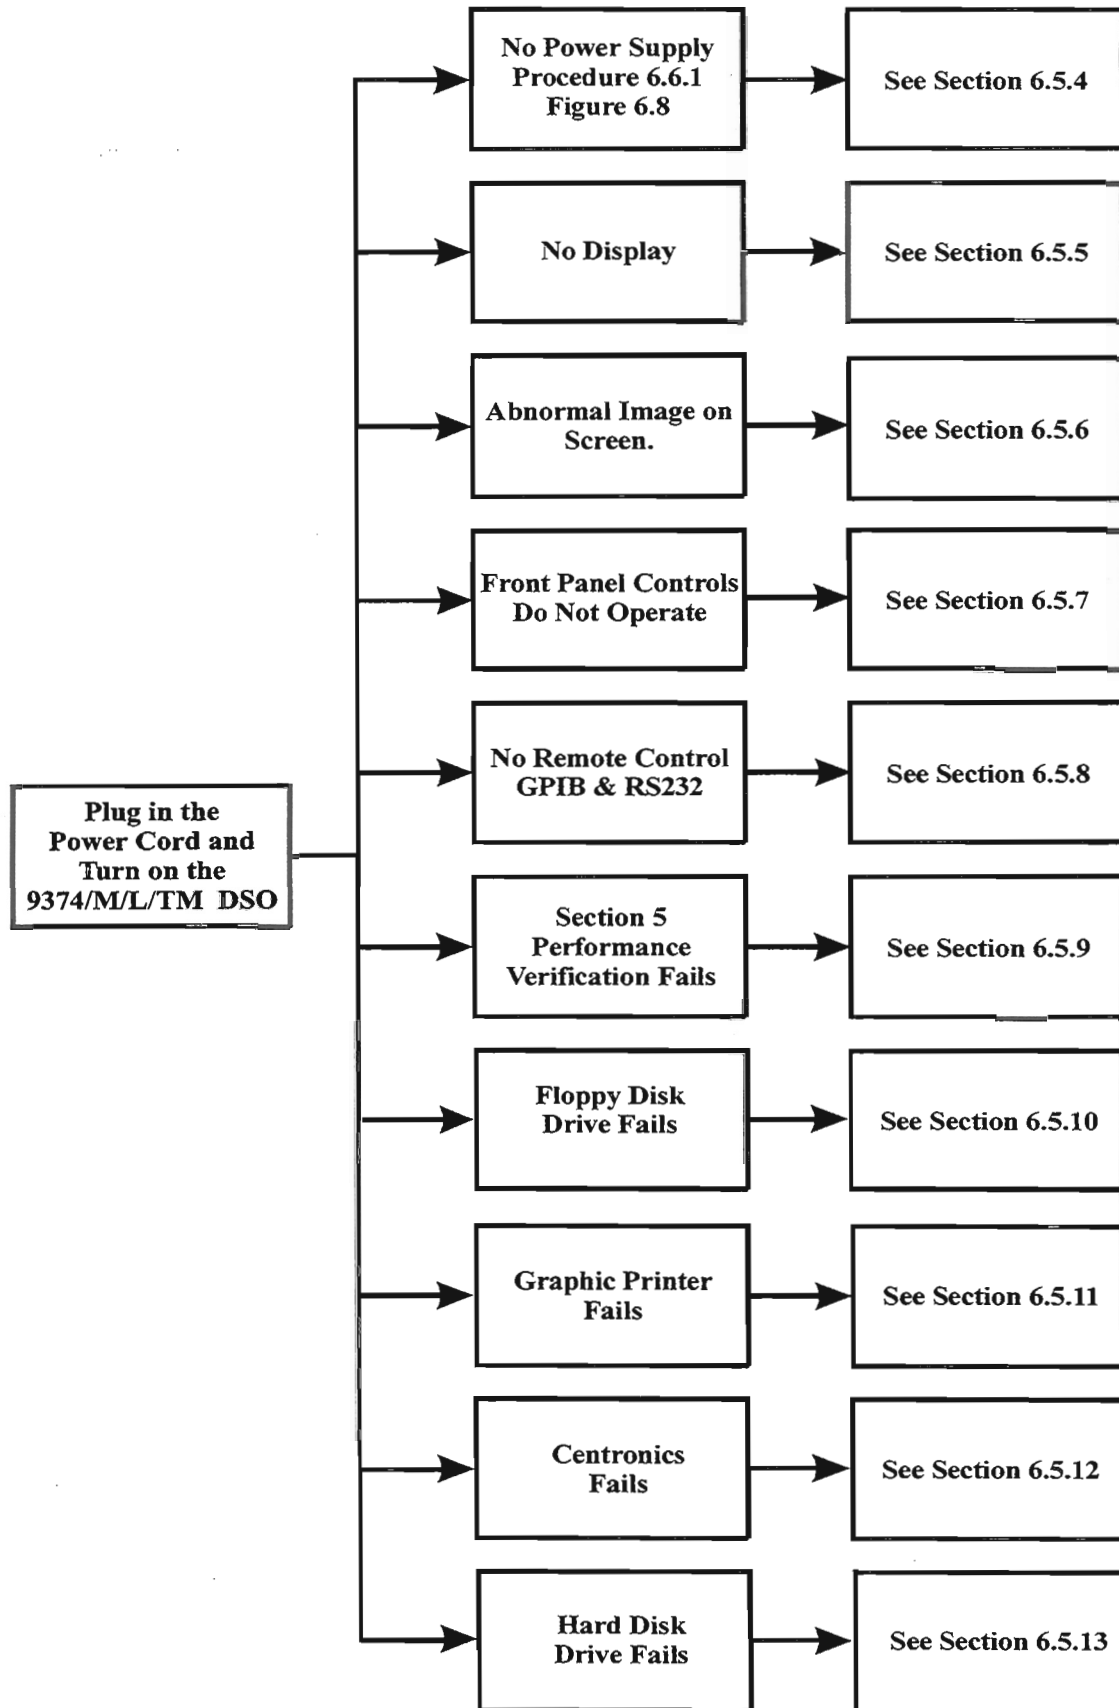 No Power Supply
Procedure 6.6.1
Figure 6.8
See Section 6.5.4
No Display
See Section 6.5.5
Abnormal Image on
Screen.
See Section 6.5.6
Front Panel Controls
Do Not Operate
See Section 6.5.7
No Remote Control
GPIB & RS232
See Section 6.5.8
Plug in the
Power Cord and
Turn on the
9374/M/L/TM DSO
Section 5
Performance
Verification Fails
See Section 6.5.9
Floppy Disk
Drive Fails
See Section 6.5.10
Graphic Printer
Fails
See Section 6.5.11
Centronics
Fails
See Section 6.5.12
Hard Disk
Drive Fails
See Section 6.5.13